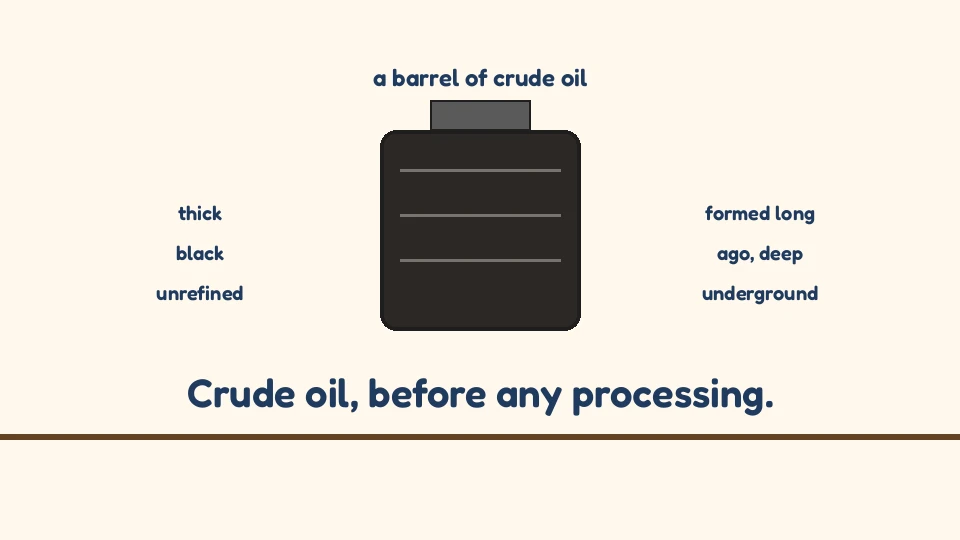 a barrel of crude oil
thick
black
unrefined
formed long
ago, deep
underground
Crude oil, before any processing.